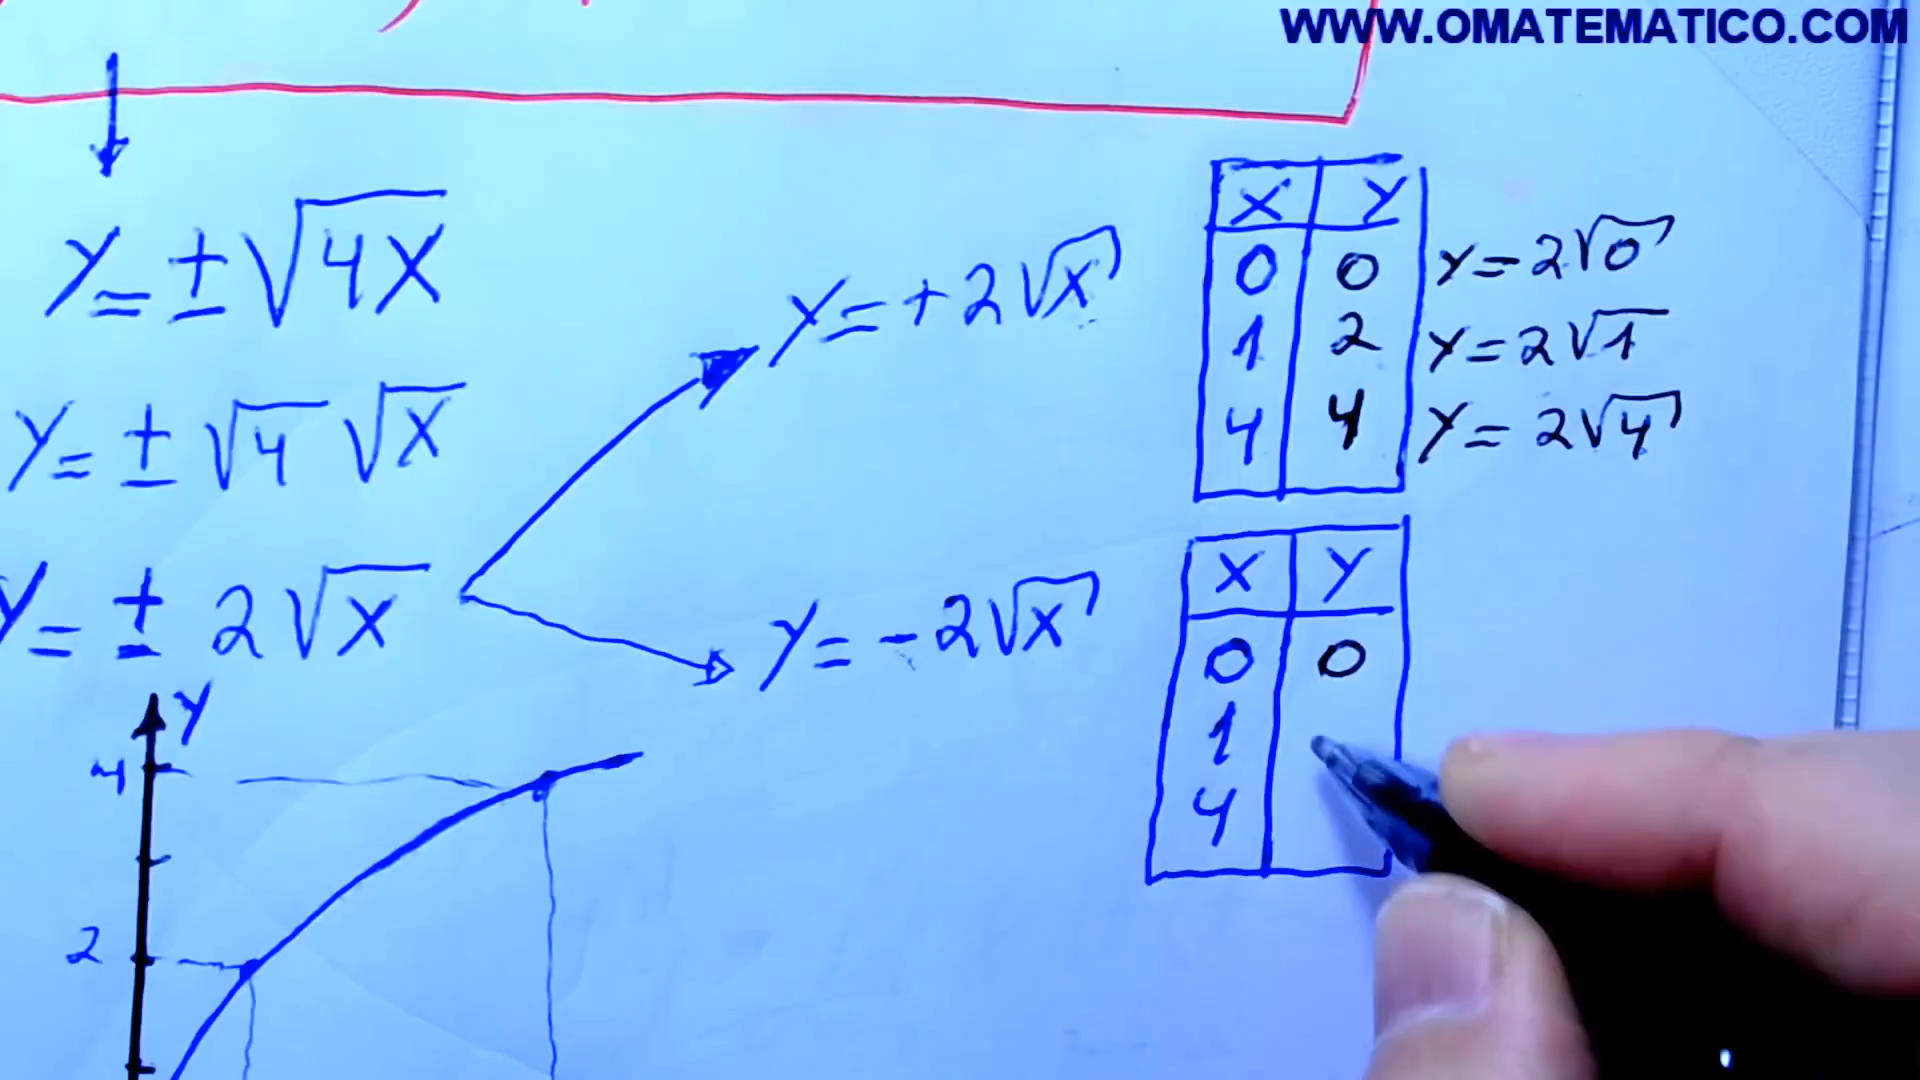 WWW.OMATEMATICO.COM
y = ± √4x
y = ± √4 √x
y = ± 2√x
y = + 2√x
y = - 2√x
x y
0 0 y = 2√0
1 2 y = 2√1
4 4 y = 2√4
x y
0 0
1
4
y
4
2